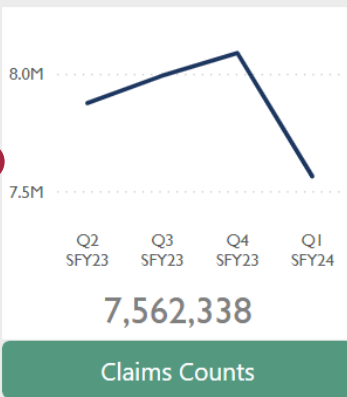 8.0M
7.5M
Q2 Q3 Q4 Q1
SFY23 SFY23 SFY23 SFY24
7,562,338
Claims Counts